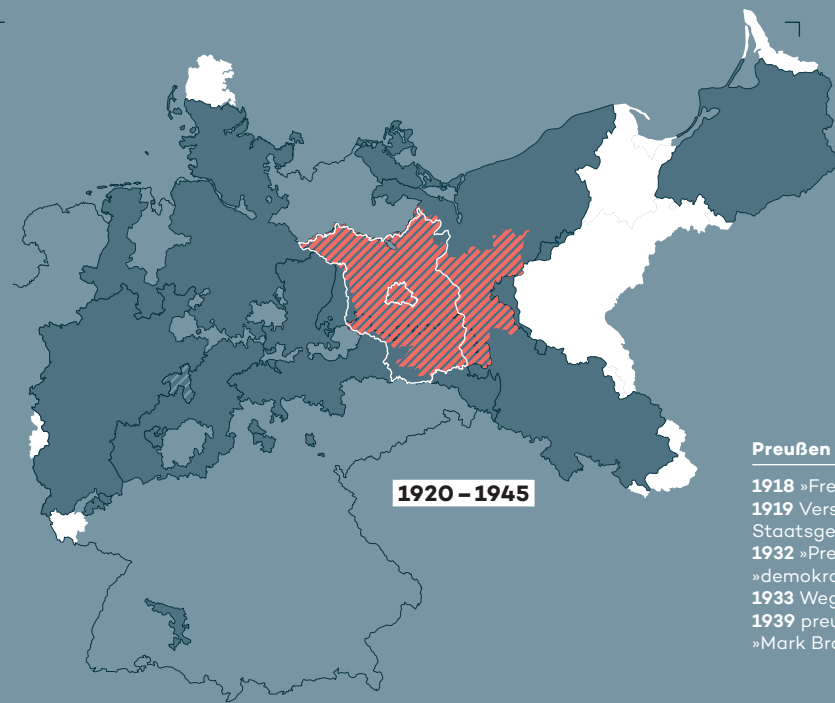 1920 – 1945
Preußen
1918 »Fre
1919 Vers
Staatsge
1932 »Pre
»demokra
1933 Weg
1939 preu
»Mark Bra